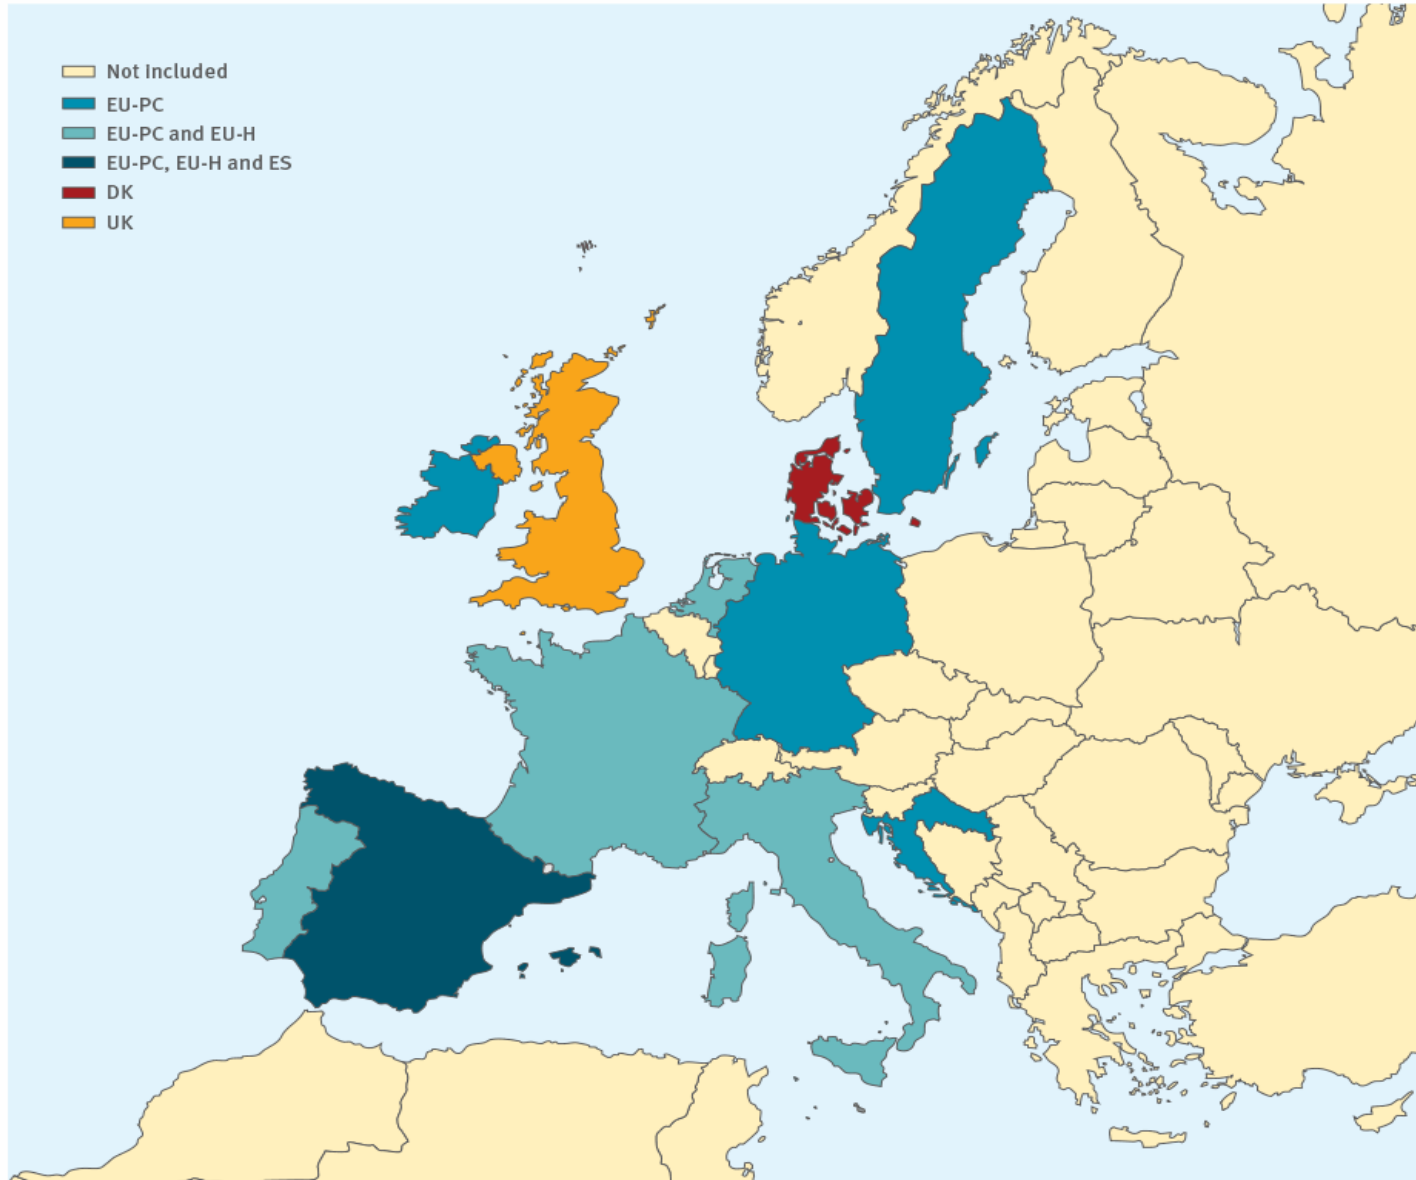 Not Included
EU-PC
EU-PC and EU-H
EU-PC, EU-H and ES
DK
UK